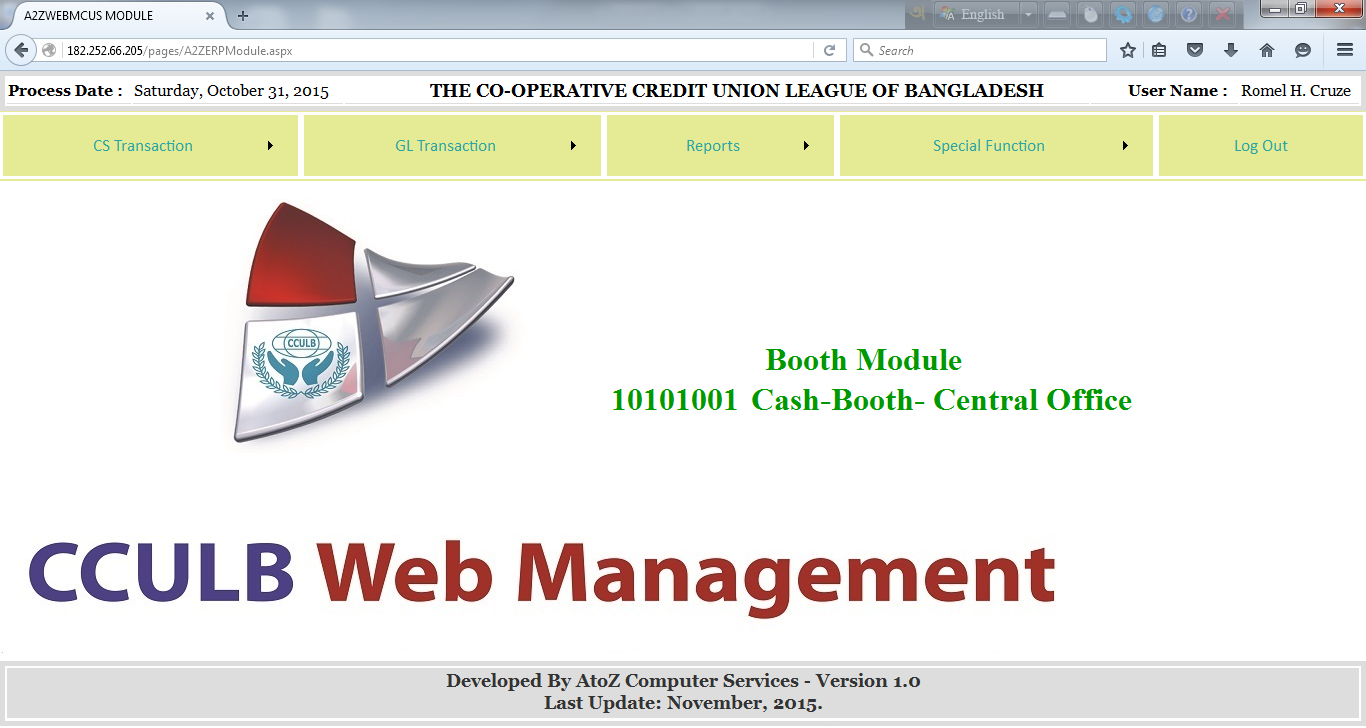 A2ZWEBMCUS MODULE
English
182.252.66.205/pages/A2ZERPModule.aspx
Search
Process Date : Saturday, October 31, 2015 THE CO-OPERATIVE CREDIT UNION LEAGUE OF BANGLADESH User Name : Romel H. Cruze
CS Transaction GL Transaction Reports Special Function Log Out
CCULB
Booth Module
10101001 Cash-Booth- Central Office
CCULB Web Management
Developed By AtoZ Computer Services - Version 1.0
Last Update: November, 2015.